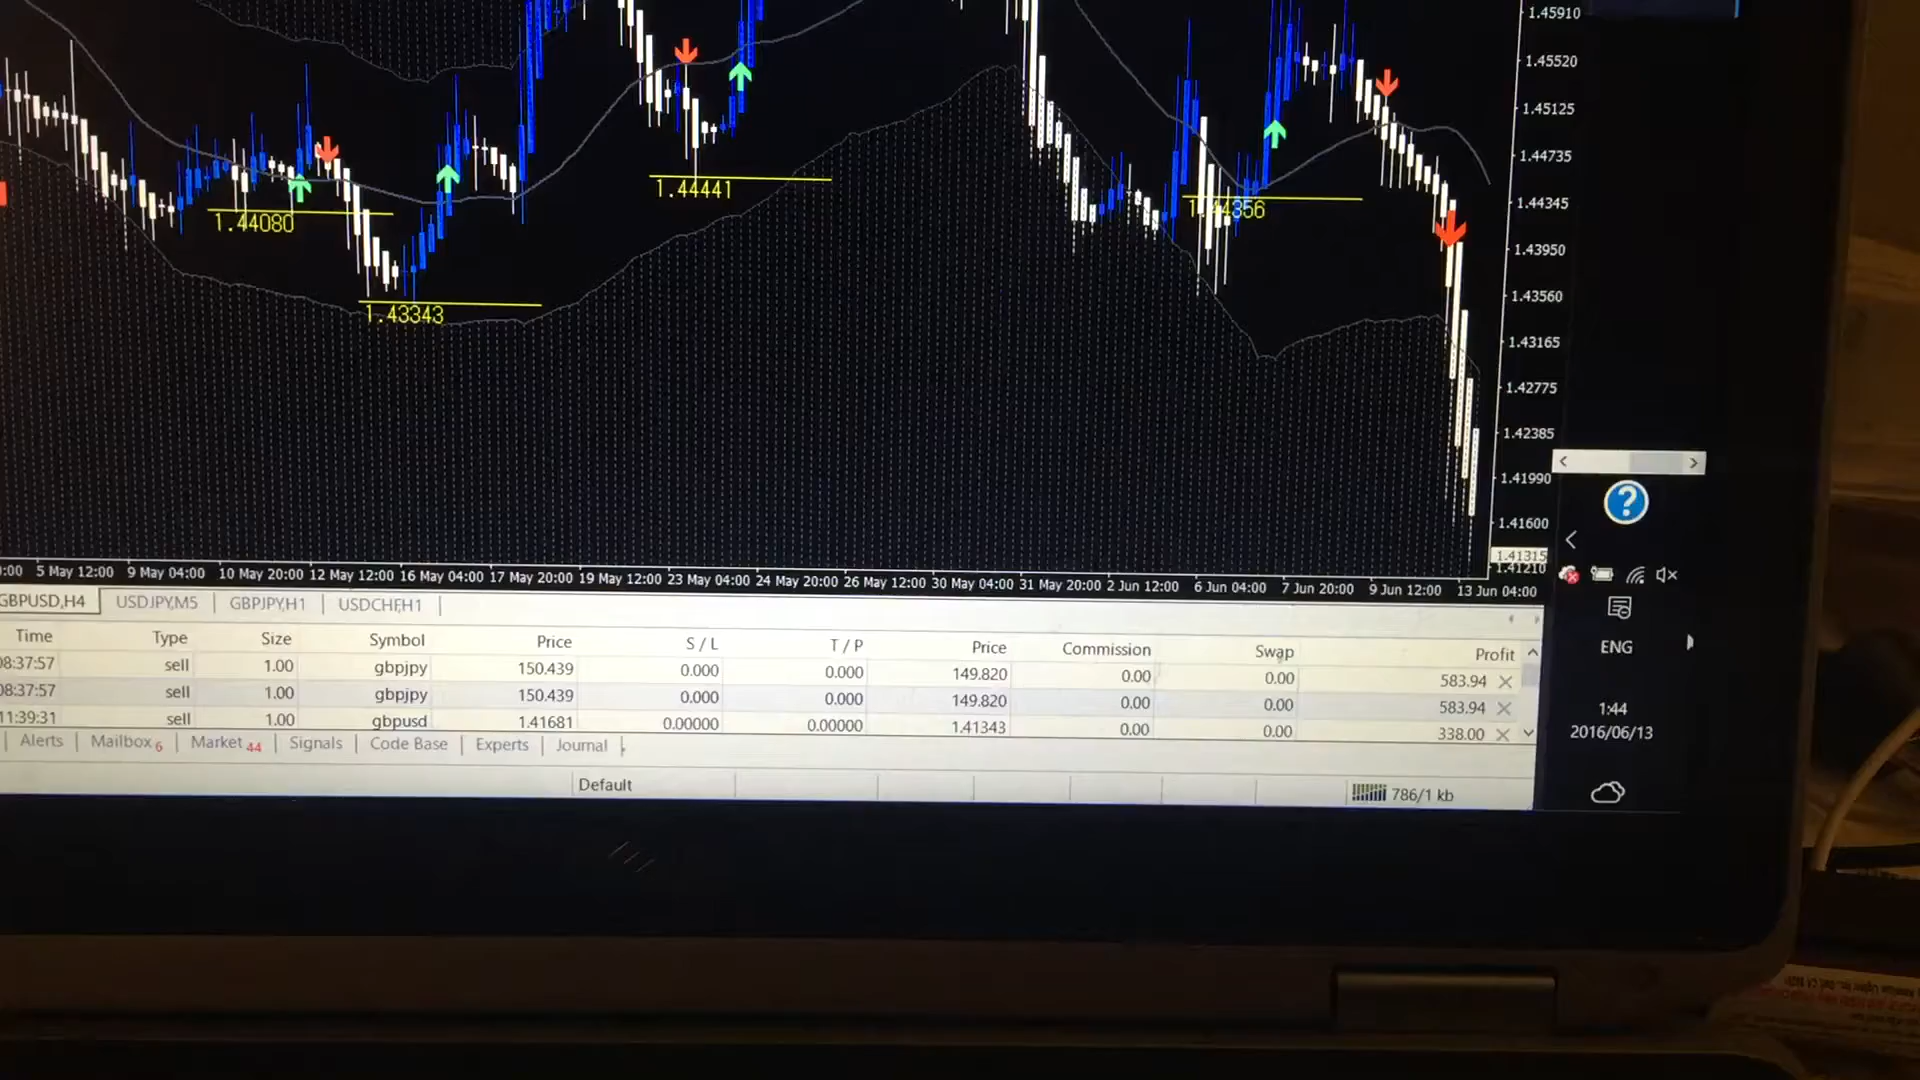 1.45910
1.45520
1.45125
1.44735
1.44345
1.43950
1.43560
1.43165
1.42775
1.42385
1.41990
1.41600
1.41315
1.41210
1.44080
1.43343
1.44441
1.44356
:00 5 May 12:00 9 May 04:00 10 May 20:00 12 May 12:00 16 May 04:00 17 May 20:00 19 May 12:00 23 May 04:00 24 May 20:00 26 May 12:00 30 May 04:00 31 May 20:00 2 Jun 12:00 6 Jun 04:00 7 Jun 20:00 9 Jun 12:00 13 Jun 04:00
GBPUSD,H4 USDJPY,M5 GBPJPY,H1 USDCHF,H1
Time Type Size Symbol Price S / L T / P Price Commission Swap Profit
08:37:57 sell 1.00 gbpjpy 150.439 0.000 0.000 149.820 0.00 0.00 583.94
08:37:57 sell 1.00 gbpjpy 150.439 0.000 0.000 149.820 0.00 0.00 583.94
11:39:31 sell 1.00 gbpusd 1.41681 0.00000 0.00000 1.41343 0.00 0.00 338.00
Alerts Mailbox 6 Market 44 Signals Code Base Experts Journal
Default 786/1 kb
?
ENG
1:44
2016/06/13